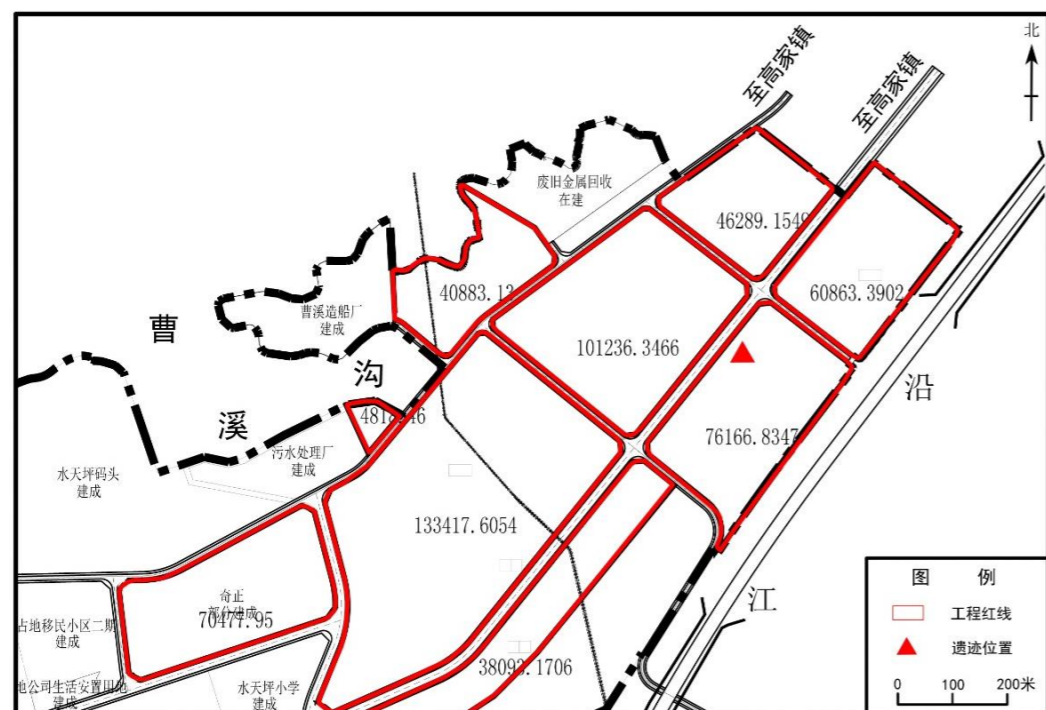 北
至高家镇
至高家镇
废旧金属回收
在建
46289.1549
60863.3902
40883.13
曹溪造船厂
建成
曹
溪
沟
101236.3466
沿
江
76166.8347
污水处理厂
建成
水天坪码头
建成
133417.6054
奇正
部分建成
70477.95
占地移民小区二期
建成
38093.1706
建成
水天坪小学
建成
图 例
工程红线
遗迹位置
0 100 200米